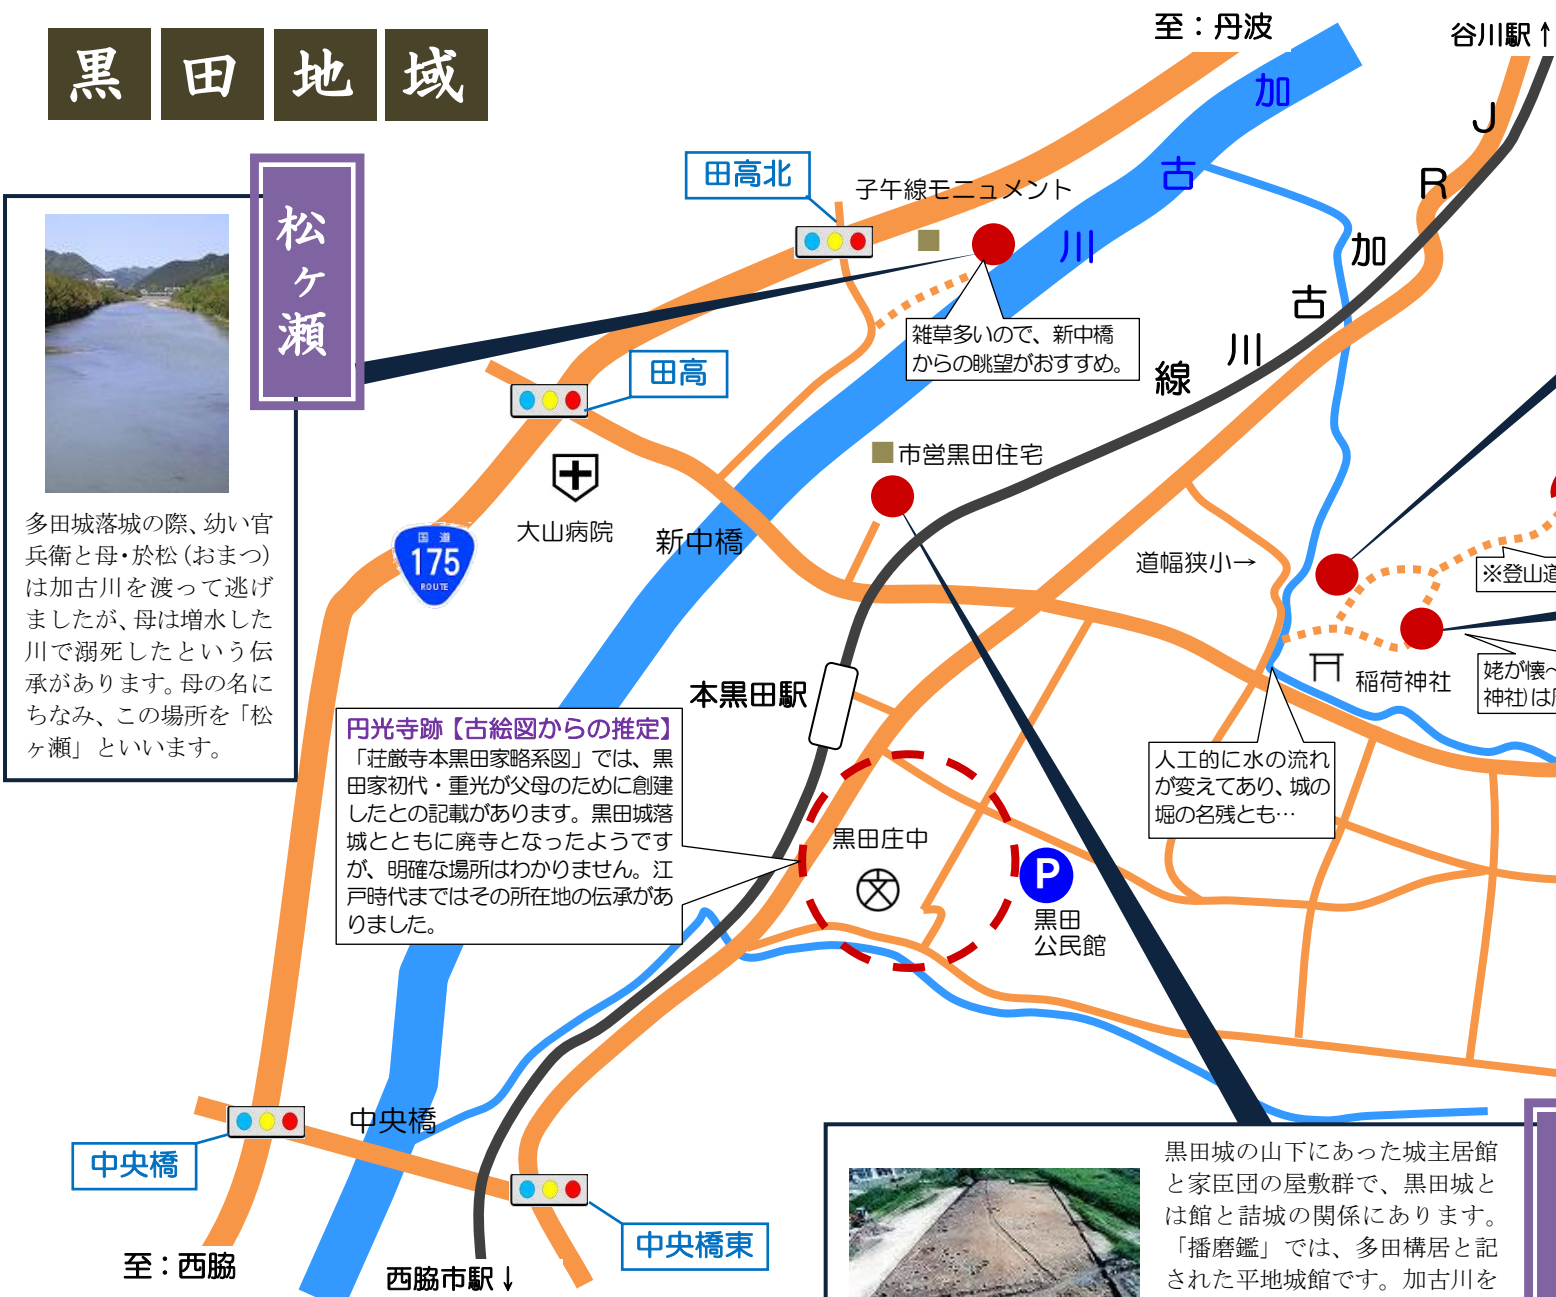 黒田地域
松ヶ瀬
多田城落城の際、幼い官
兵衛と母・於松(おまつ)
は加古川を渡って逃げ
ましたが、母は増水した
川で溺死したという伝
承があります。母の名に
ちなみ、この場所を「松
ヶ瀬」といいます。
至：丹波
谷川駅↑
加古川
JR加古川線
田高北
子午線モニュメント
雑草多いので、新中橋
からの眺望がおすすめ。
田高
市営黒田住宅
大山病院
国道
175
ROUTE
新中橋
道幅狭小→
※登山道
稲荷神社
姥が懐～
神社)は
本黒田駅
円光寺跡【古絵図からの推定】
「荘厳寺本黒田家略系図」では、黒
田家初代・重光が父母のために創建
したとの記載があります。黒田城落
城とともに廃寺となったようです
が、明確な場所はわかりません。江
戸時代まではその所在地の伝承があ
りました。
人工的に水の流れ
が変えてあり、城の
堀の名残とも…
黒田庄中
文
P
黒田
公民館
中央橋
中央橋
中央橋東
至：西脇
西脇市駅↓
黒田城の山下にあった城主居館
と家臣団の屋敷群で、黒田城と
は館と詰城の関係にあります。
「播磨鑑」では、多田構居と記
された平地城館です。加古川を